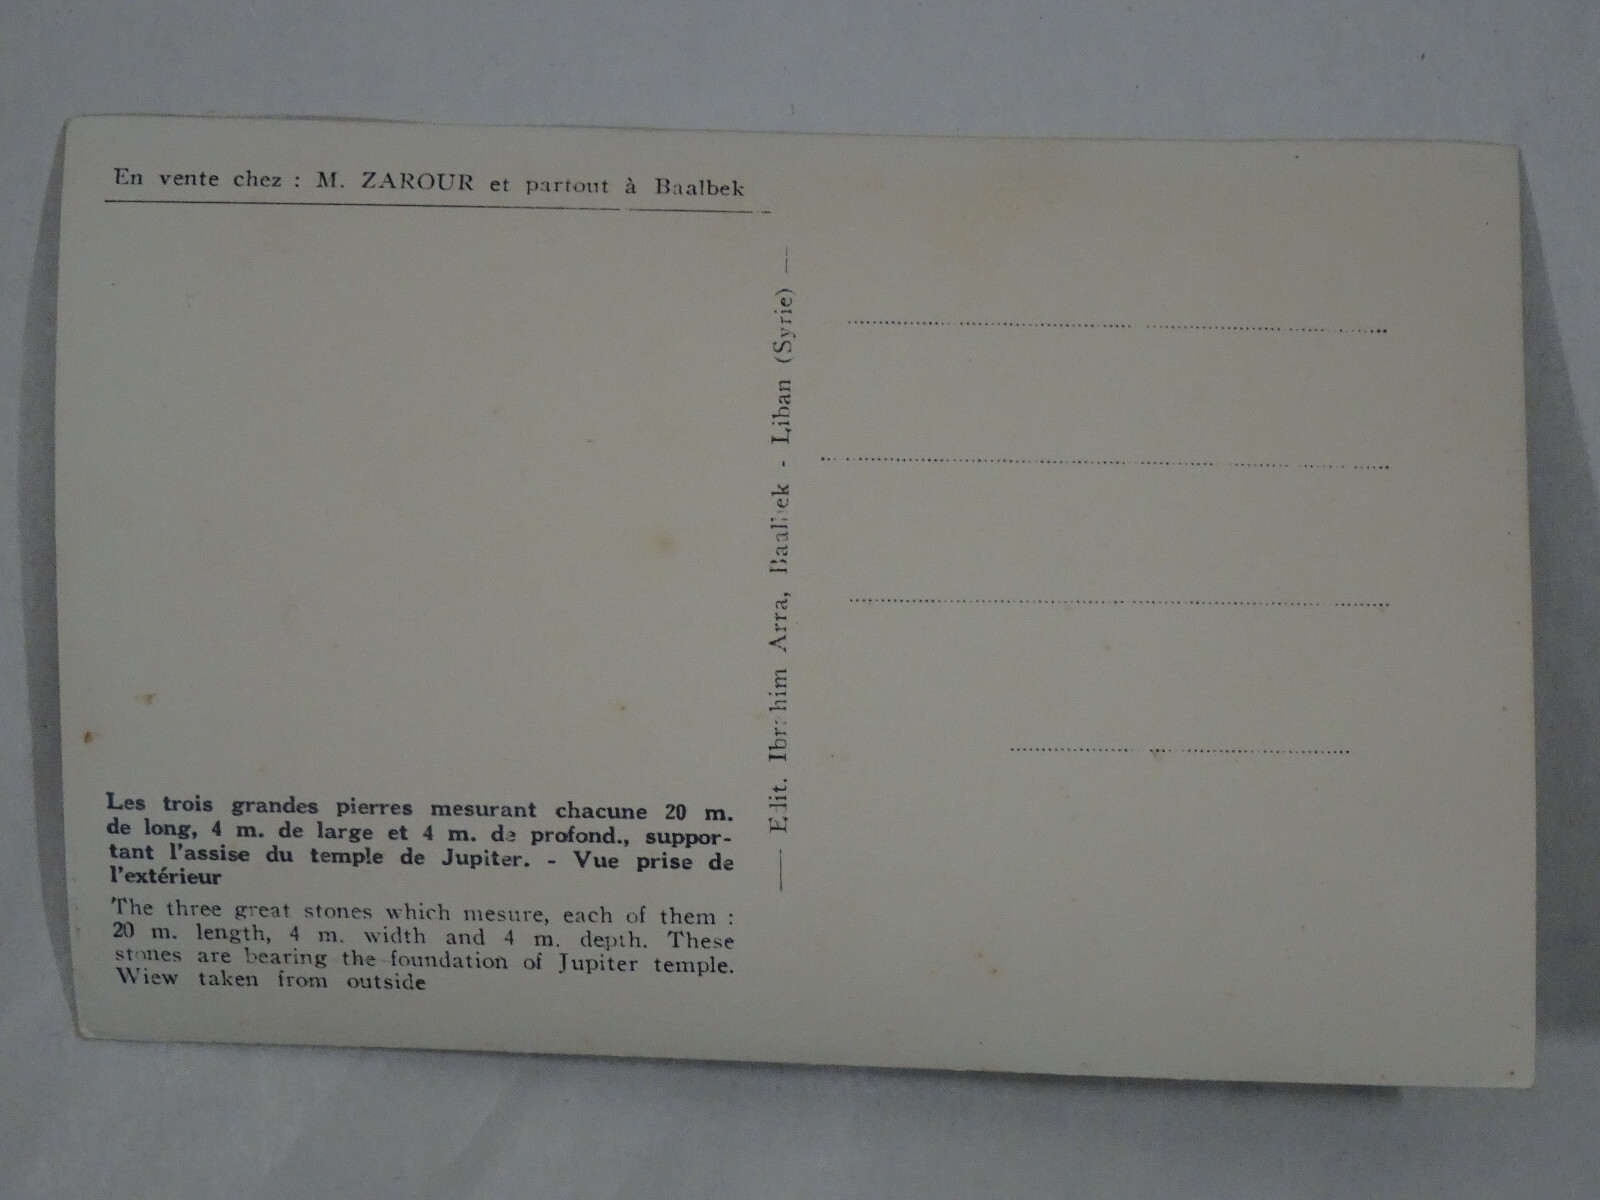 En vente chez : M. ZAROUR et partout à Baalbek
Les trois grandes pierres mesurant chacune 20 m.
de long, 4 m. de large et 4 m. de profond., suppor-
tant l'assise du temple de Jupiter. - Vue prise de
l'extérieur
The three great stones which mesure, each of them :
20 m. length, 4 m. width and 4 m. depth. These
stones are bearing the foundation of Jupiter temple.
Wiew taken from outside
— Edit. Ibrahim Arra, Baalbek - Liban (Syrie) —